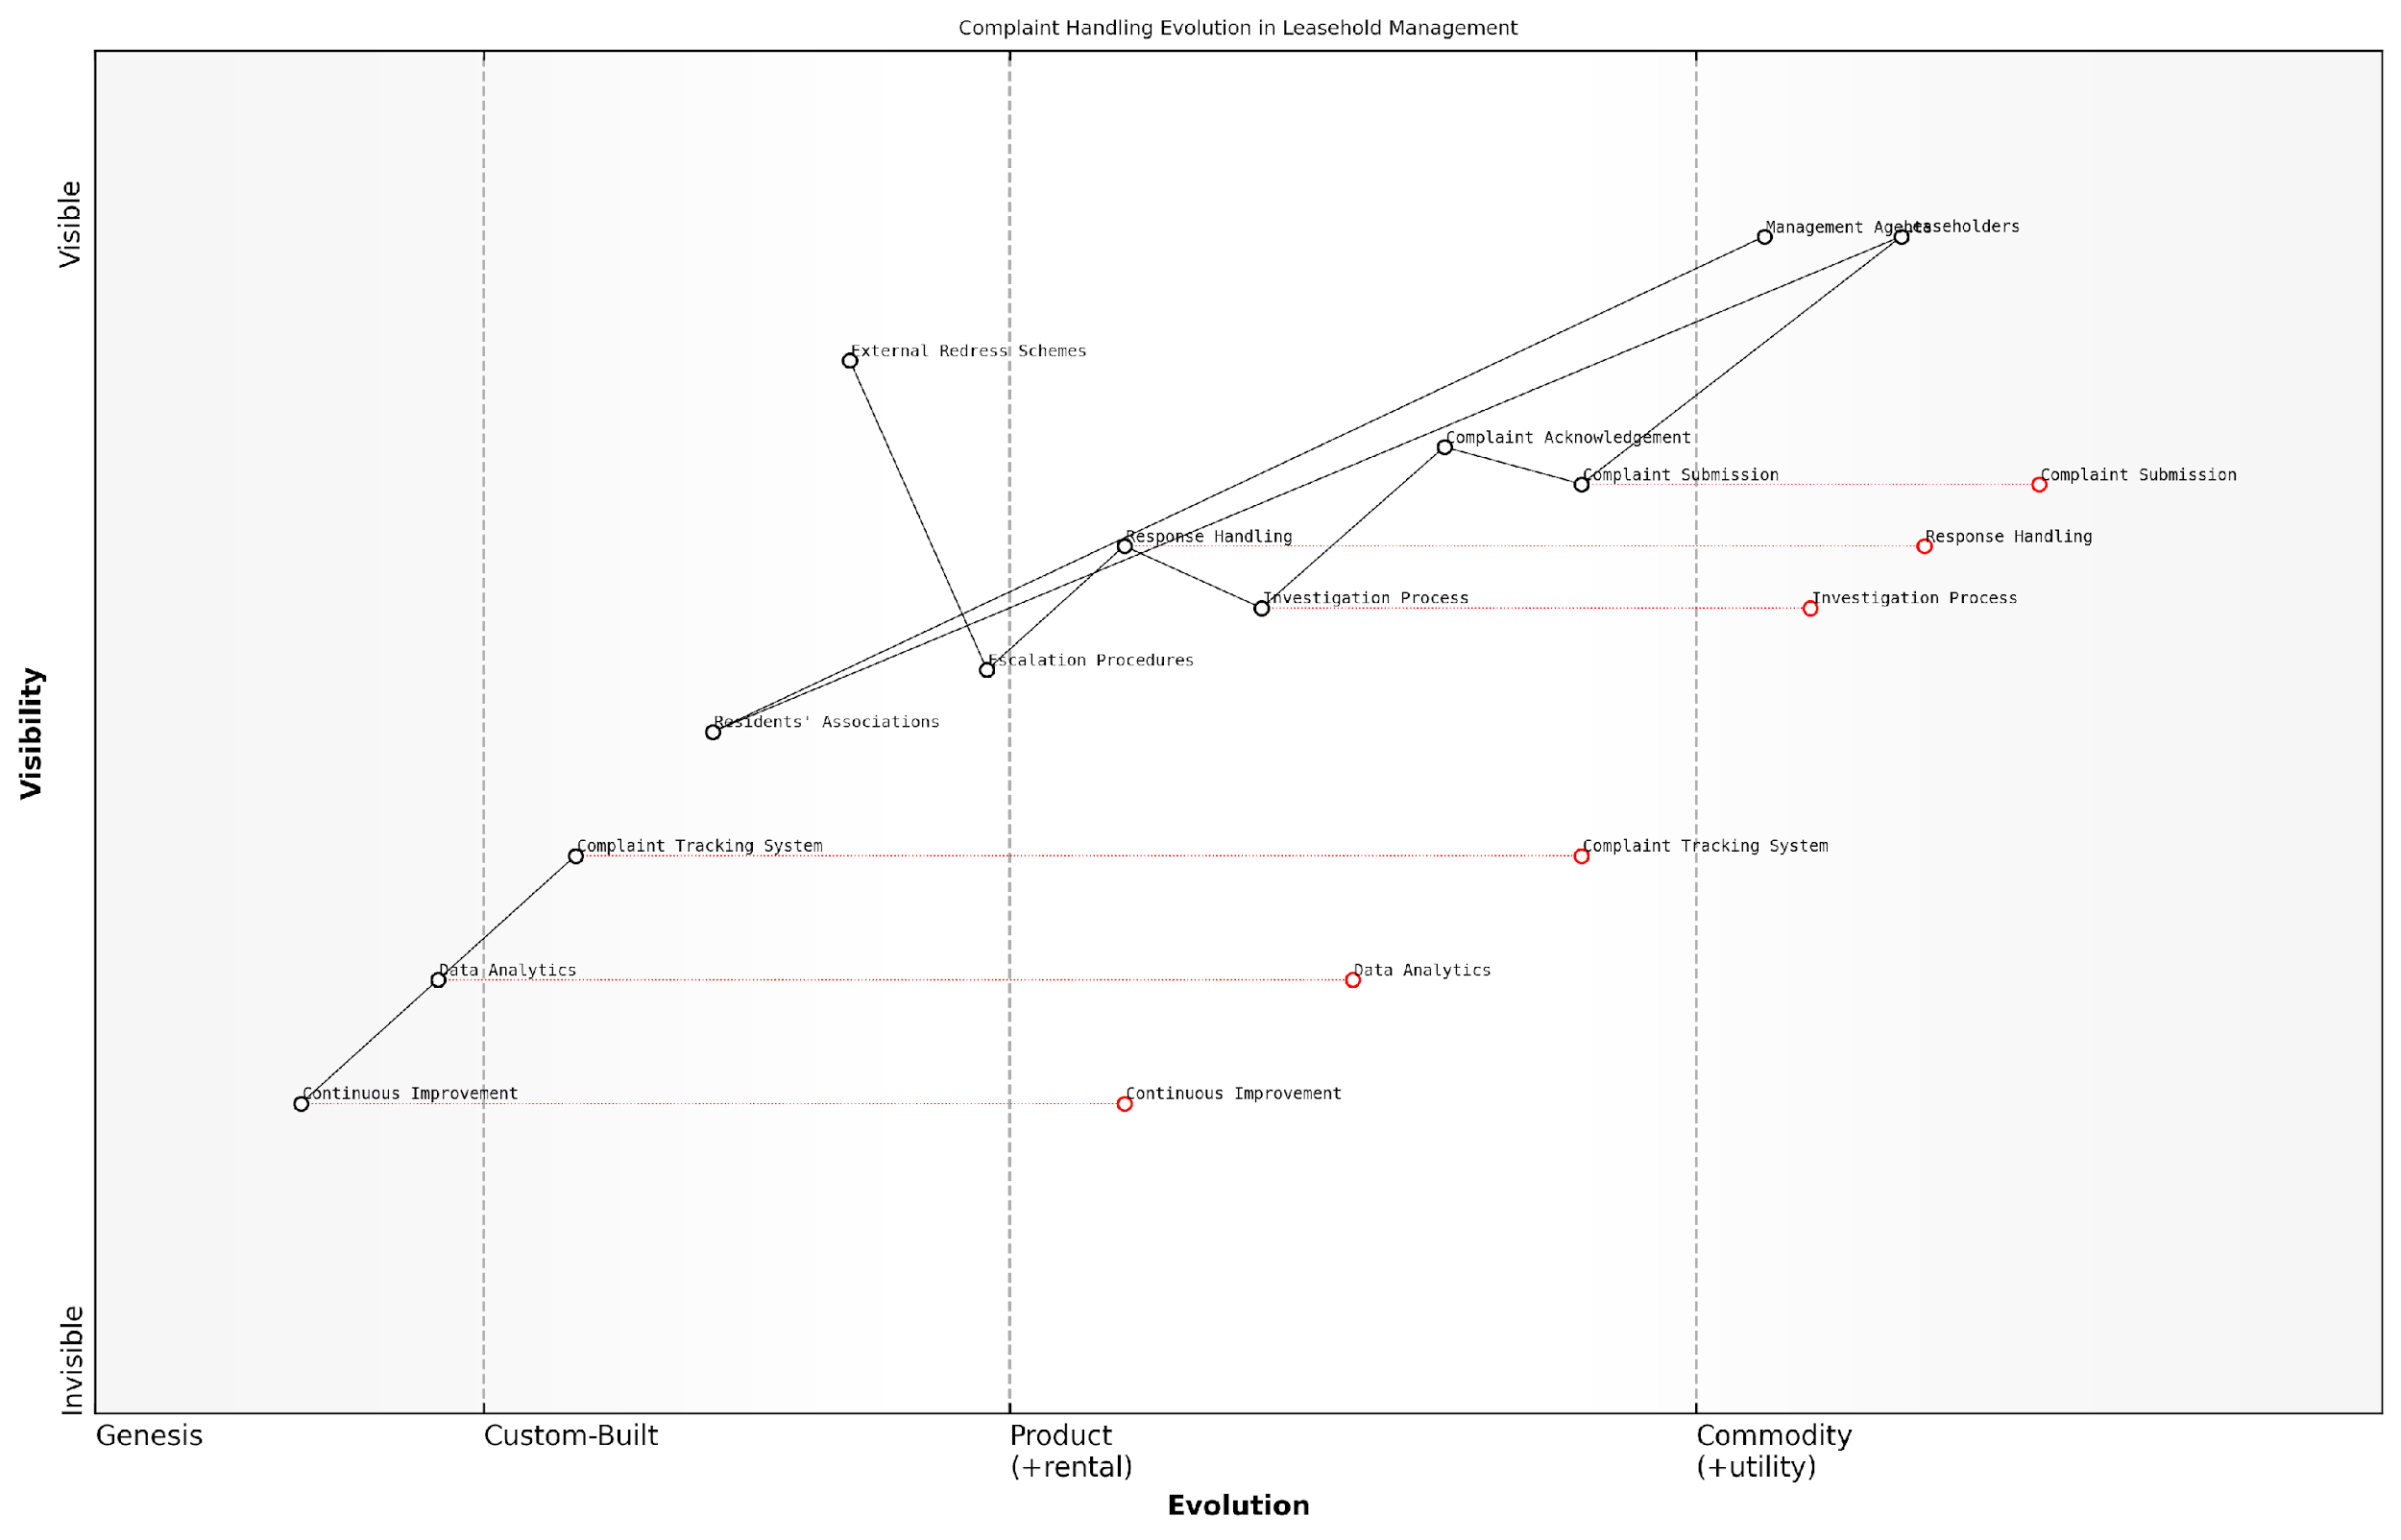 Complaint Handling Evolution in Leasehold Management
Visible
Management Agents
Leaseholders
External Redress Schemes
Complaint Acknowledgement
Complaint Submission
Complaint Submission
Response Handling
Response Handling
Investigation Process
Investigation Process
Escalation Procedures
Residents' Associations
Visibility
Complaint Tracking System
Complaint Tracking System
Data Analytics
Data Analytics
Continuous Improvement
Continuous Improvement
Invisible
Genesis
Custom-Built
Product
(+rental)
Commodity
(+utility)
Evolution